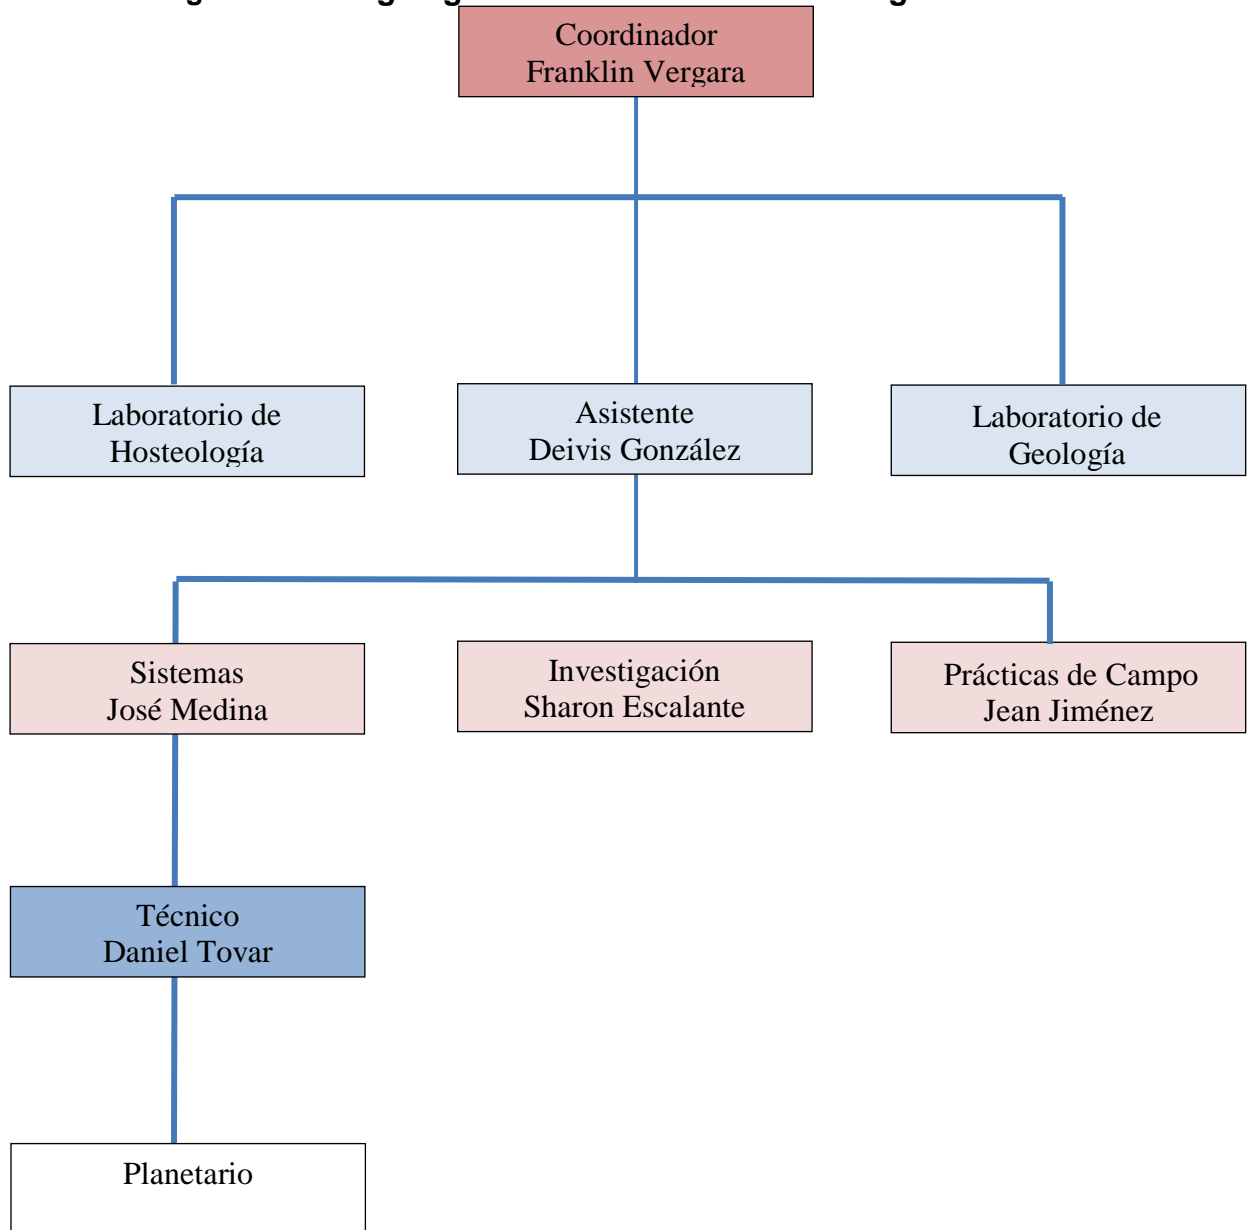 Coordinador
Franklin Vergara
Laboratorio de
Hosteología
Asistente
Deivis González
Laboratorio de
Geología
Sistemas
José Medina
Investigación
Sharon Escalante
Prácticas de Campo
Jean Jiménez
Técnico
Daniel Tovar
Planetario